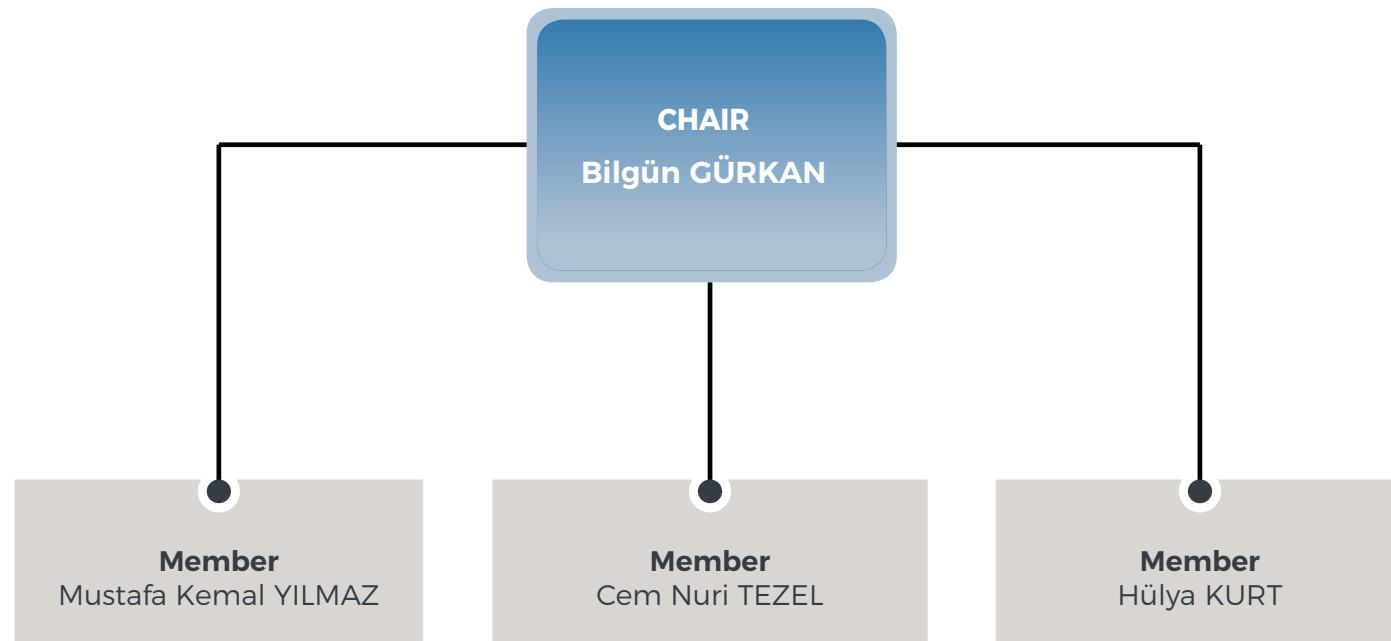 CHAIR
Bilgün GÜRKAN
Member
Mustafa Kemal YILMAZ
Member
Cem Nuri TEZEL
Member
Hülya KURT